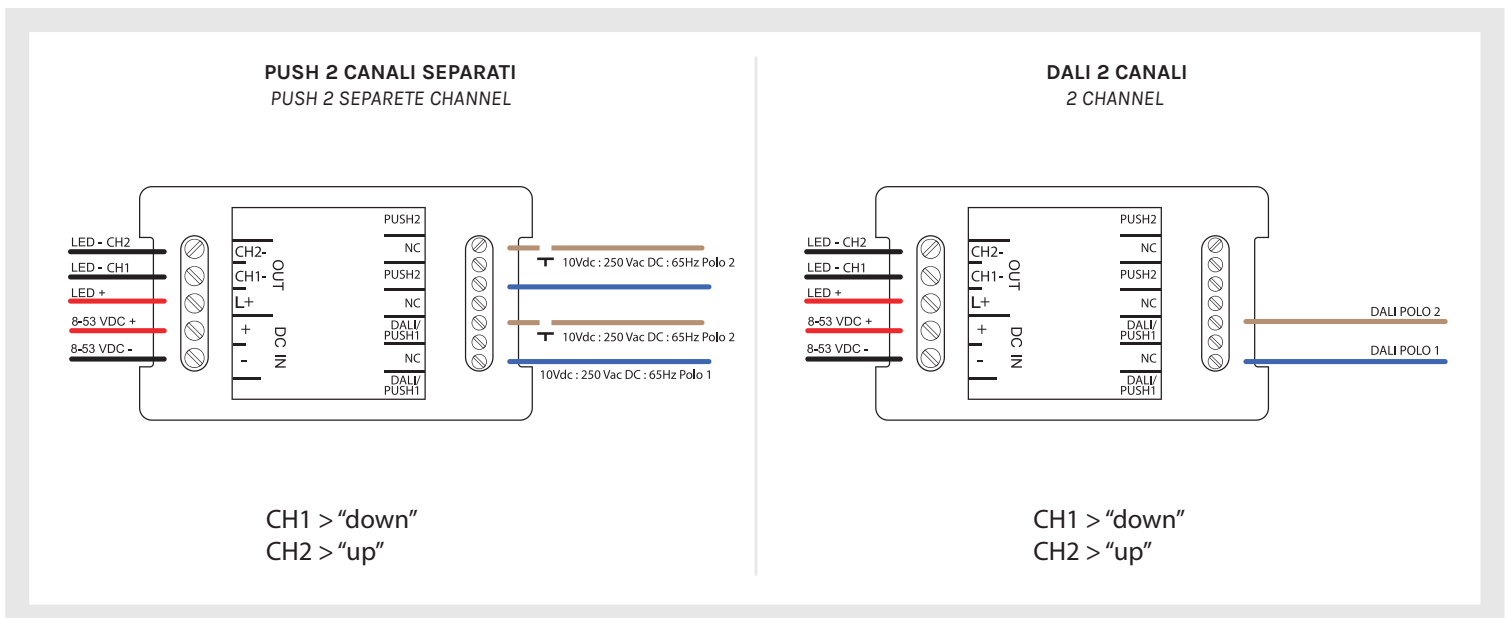 PUSH 2 CANALI SEPARATI
PUSH 2 SEPARETE CHANNEL
LED - CH2
LED - CH1
LED +
8-53 VDC +
8-53 VDC -
CH2-
CH1-
L+
OUT
+
-
DC IN
PUSH2
NC
PUSH2
NC
DALI/
PUSH1
NC
DALI/
PUSH1
10Vdc : 250 Vac DC : 65Hz Polo 2
10Vdc : 250 Vac DC : 65Hz Polo 2
10Vdc : 250 Vac DC : 65Hz Polo 1
CH1 > “down”
CH2 > “up”
DALI 2 CANALI
2 CHANNEL
LED - CH2
LED - CH1
LED +
8-53 VDC +
8-53 VDC -
CH2-
CH1-
L+
OUT
+
-
DC IN
PUSH2
NC
PUSH2
NC
DALI/
PUSH1
NC
DALI/
PUSH1
DALI POLO 2
DALI POLO 1
CH1 > “down”
CH2 > “up”